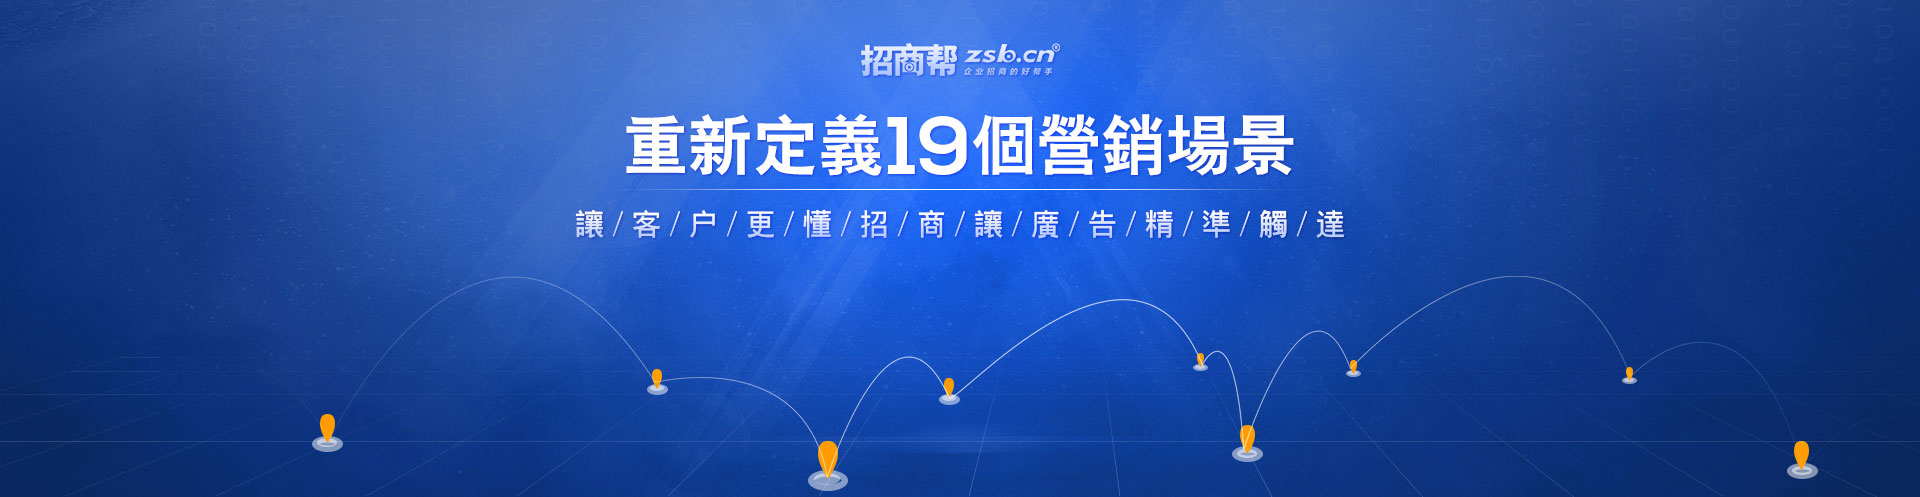 招商帮 zsb.cn®
企业招商的好帮手
重新定義19個營銷場景
讓/客/户/更/懂/招/商/讓/廣/告/精/準/觸/達